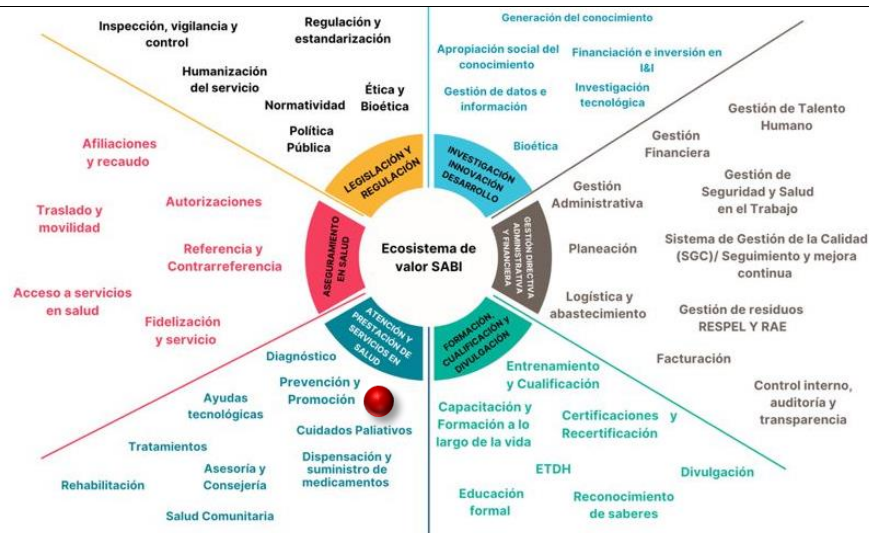 Inspección, vigilancia y
control
Regulación y
estandarización
Humanización
del servicio
Normatividad
Ética y
Bioética
Política
Pública
LEGISLACIÓN Y
REGULACIÓN
Generación del conocimiento
Apropiación social del
conocimiento
Financiación e inversión en
I&I
Gestión de datos e
información
Investigación
tecnológica
Bioética
INVESTIGACIÓN
INNOVACIÓN
DESARROLLO
Gestión de Talento
Humano
Gestión
Financiera
Gestión de
Seguridad y Salud
en el Trabajo
Gestión
Administrativa
Planeación
Sistema de Gestión de la Calidad
(SGC)/ Seguimiento y mejora
continua
Logística y
abastecimiento
Gestión de residuos
RESPEL Y RAE
Facturación
Control interno,
auditoría y
transparencia
GESTIÓN DIRECTIVA
ADMINISTRATIVA
Y FINANCIERA
Ecosistema de
valor SABI
Afiliaciones
y recaudo
Autorizaciones
Traslado y
movilidad
Referencia y
Contrarreferencia
Acceso a servicios
en salud
Fidelización
y servicio
ASEGURAMIENTO
EN SALUD
ATENCIÓN Y
PRESTACIÓN DE
SERVICIOS EN
SALUD
Diagnóstico
Prevención y
Promoción
Ayudas
tecnológicas
Cuidados Paliativos
Tratamientos
Asesoría y
Consejería
Dispensación y
suministro de
medicamentos
Rehabilitación
Salud Comunitaria
FORMACIÓN,
CUALIFICACIÓN y
DIVULGACIÓN
Entrenamiento
y Cualificación
Capacitación y
Formación a lo
largo de la vida
Certificaciones y
Recertificación
ETDH
Divulgación
Educación
formal
Reconocimiento
de saberes